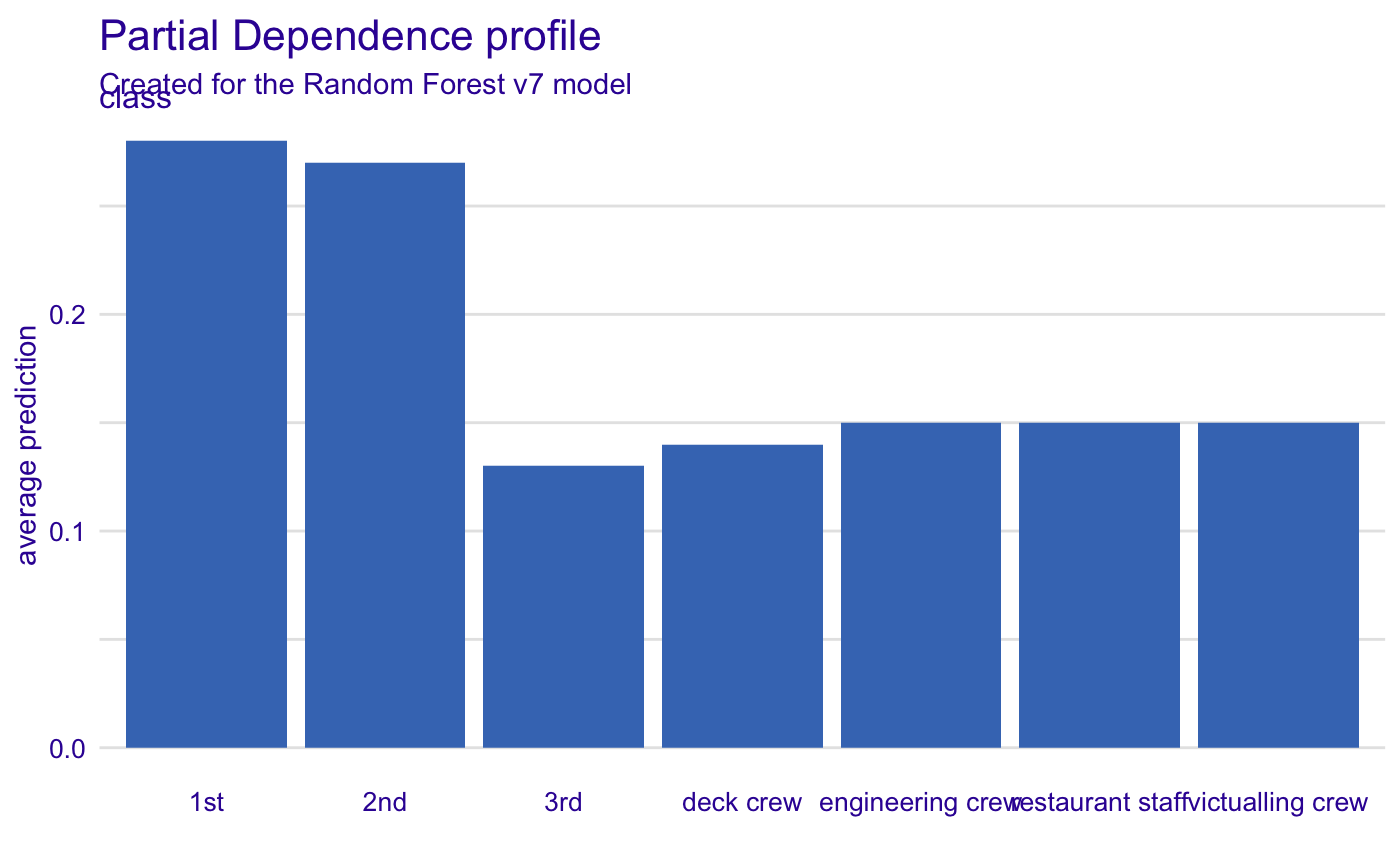 Partial Dependence profile
Created for the Random Forest v7 model
class
average prediction
0.2
0.1
0.0
1st
2nd
3rd
deck crew
engineering crew
restaurant staff
victualling crew